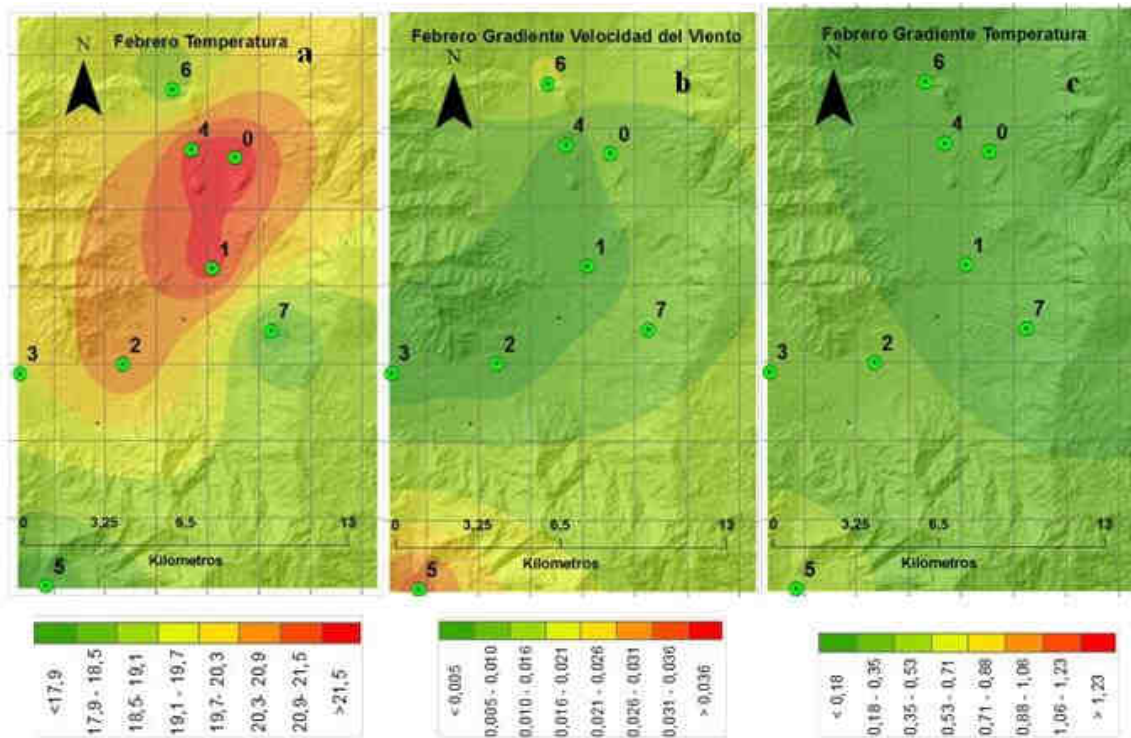 Febrero Temperatura
a
N
6
4
0
1
7
2
3
5
0 3,25 6,5 13
Kilometros
<17,9
17,9 - 18,5
18,5- 19,1
19,1 - 19,7
19,7- 20,3
20,3- 20,9
20,9- 21,5
>21,5
Febrero Gradiente Velocidad del Viento
b
N
6
4
0
1
7
2
3
5
0 3,25 6,5 13
Kilometros
< 0,005
0,005 - 0,010
0,010 - 0,016
0,016 - 0,021
0,021 - 0,026
0,026 - 0,031
0,031 - 0,036
> 0,036
Febrero Gradiente Temperatura
c
N
6
4
0
1
7
2
3
5
0 3,25 6,5 13
Kilometros
< 0,18
0,18 - 0,35
0,35 - 0,53
0,53 - 0,71
0,71 - 0,88
0,88 - 1,06
1,06 - 1,23
> 1,23